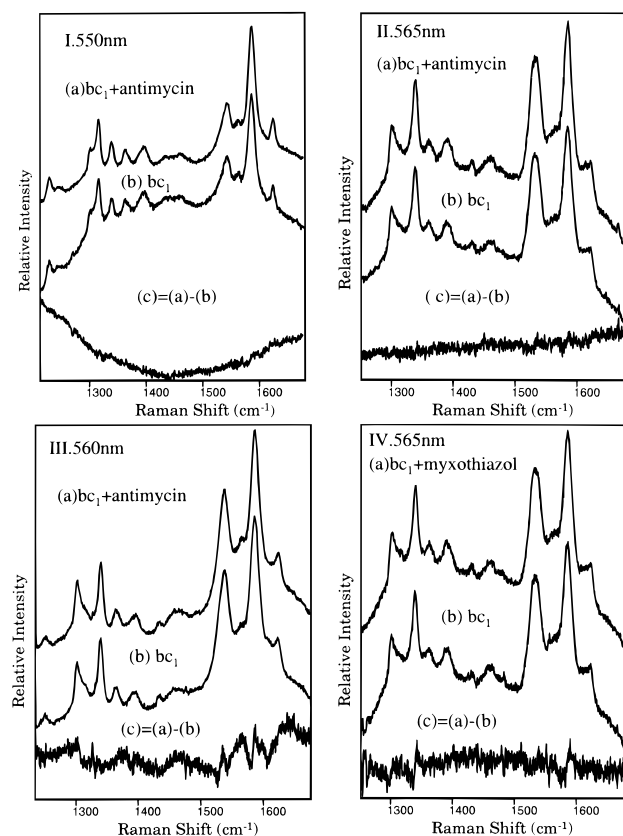 I.550nm
(a)bc₁+antimycin
(b) bc₁
(c)=(a)-(b)
Relative Intensity
1300 1400 1500 1600
Raman Shift (cm⁻¹)
II.565nm
(a)bc₁+antimycin
(b) bc₁
( c)=(a)-(b)
Relative Intensity
1300 1400 1500 1600
Raman Shift (cm⁻¹)
III.560nm
(a)bc₁+antimycin
(b) bc₁
(c)=(a)-(b)
Relative Intensity
1300 1400 1500 1600
Raman Shift (cm⁻¹)
IV.565nm
(a)bc₁+myxothiazol
(b) bc₁
(c)=(a)-(b)
Relative Intensity
1300 1400 1500 1600
Raman Shift (cm⁻¹)